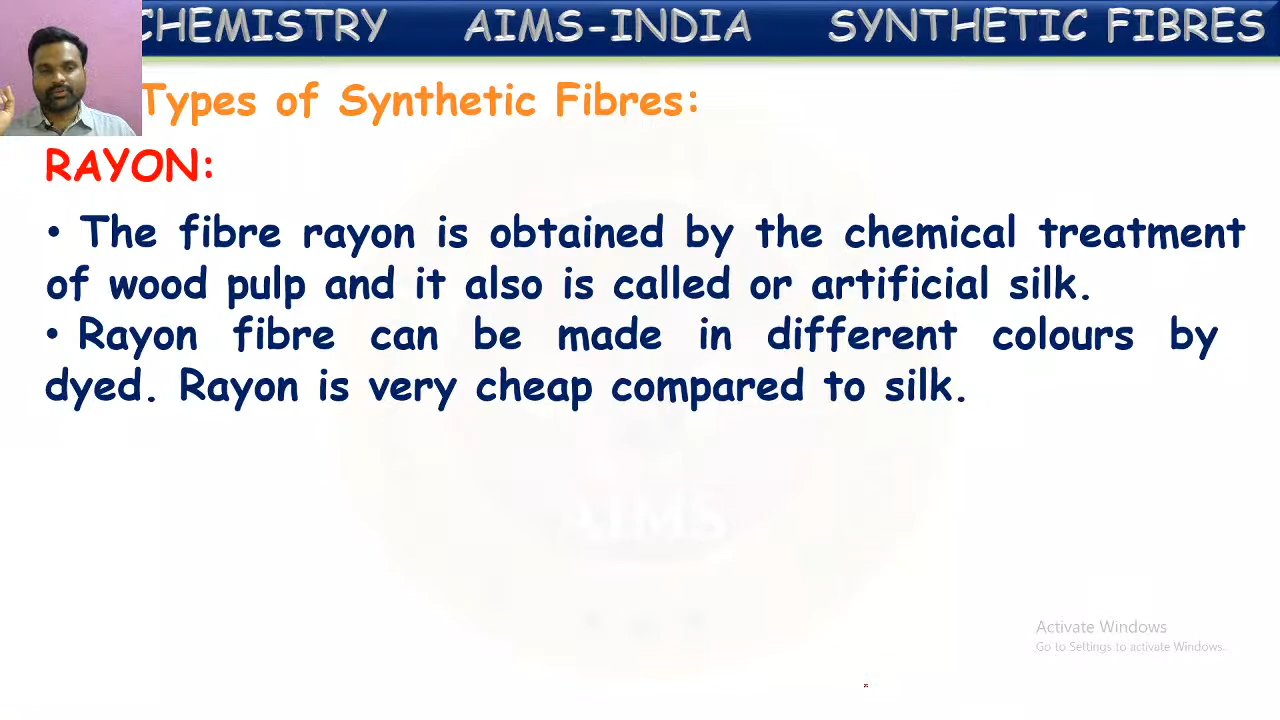 CHEMISTRY AIMS-INDIA SYNTHETIC FIBRES
Types of Synthetic Fibres:
RAYON:
• The fibre rayon is obtained by the chemical treatment
of wood pulp and it also is called or artificial silk.
• Rayon fibre can be made in different colours by
dyed. Rayon is very cheap compared to silk.
AIMS
Activate Windows
Go to Settings to activate Windows.